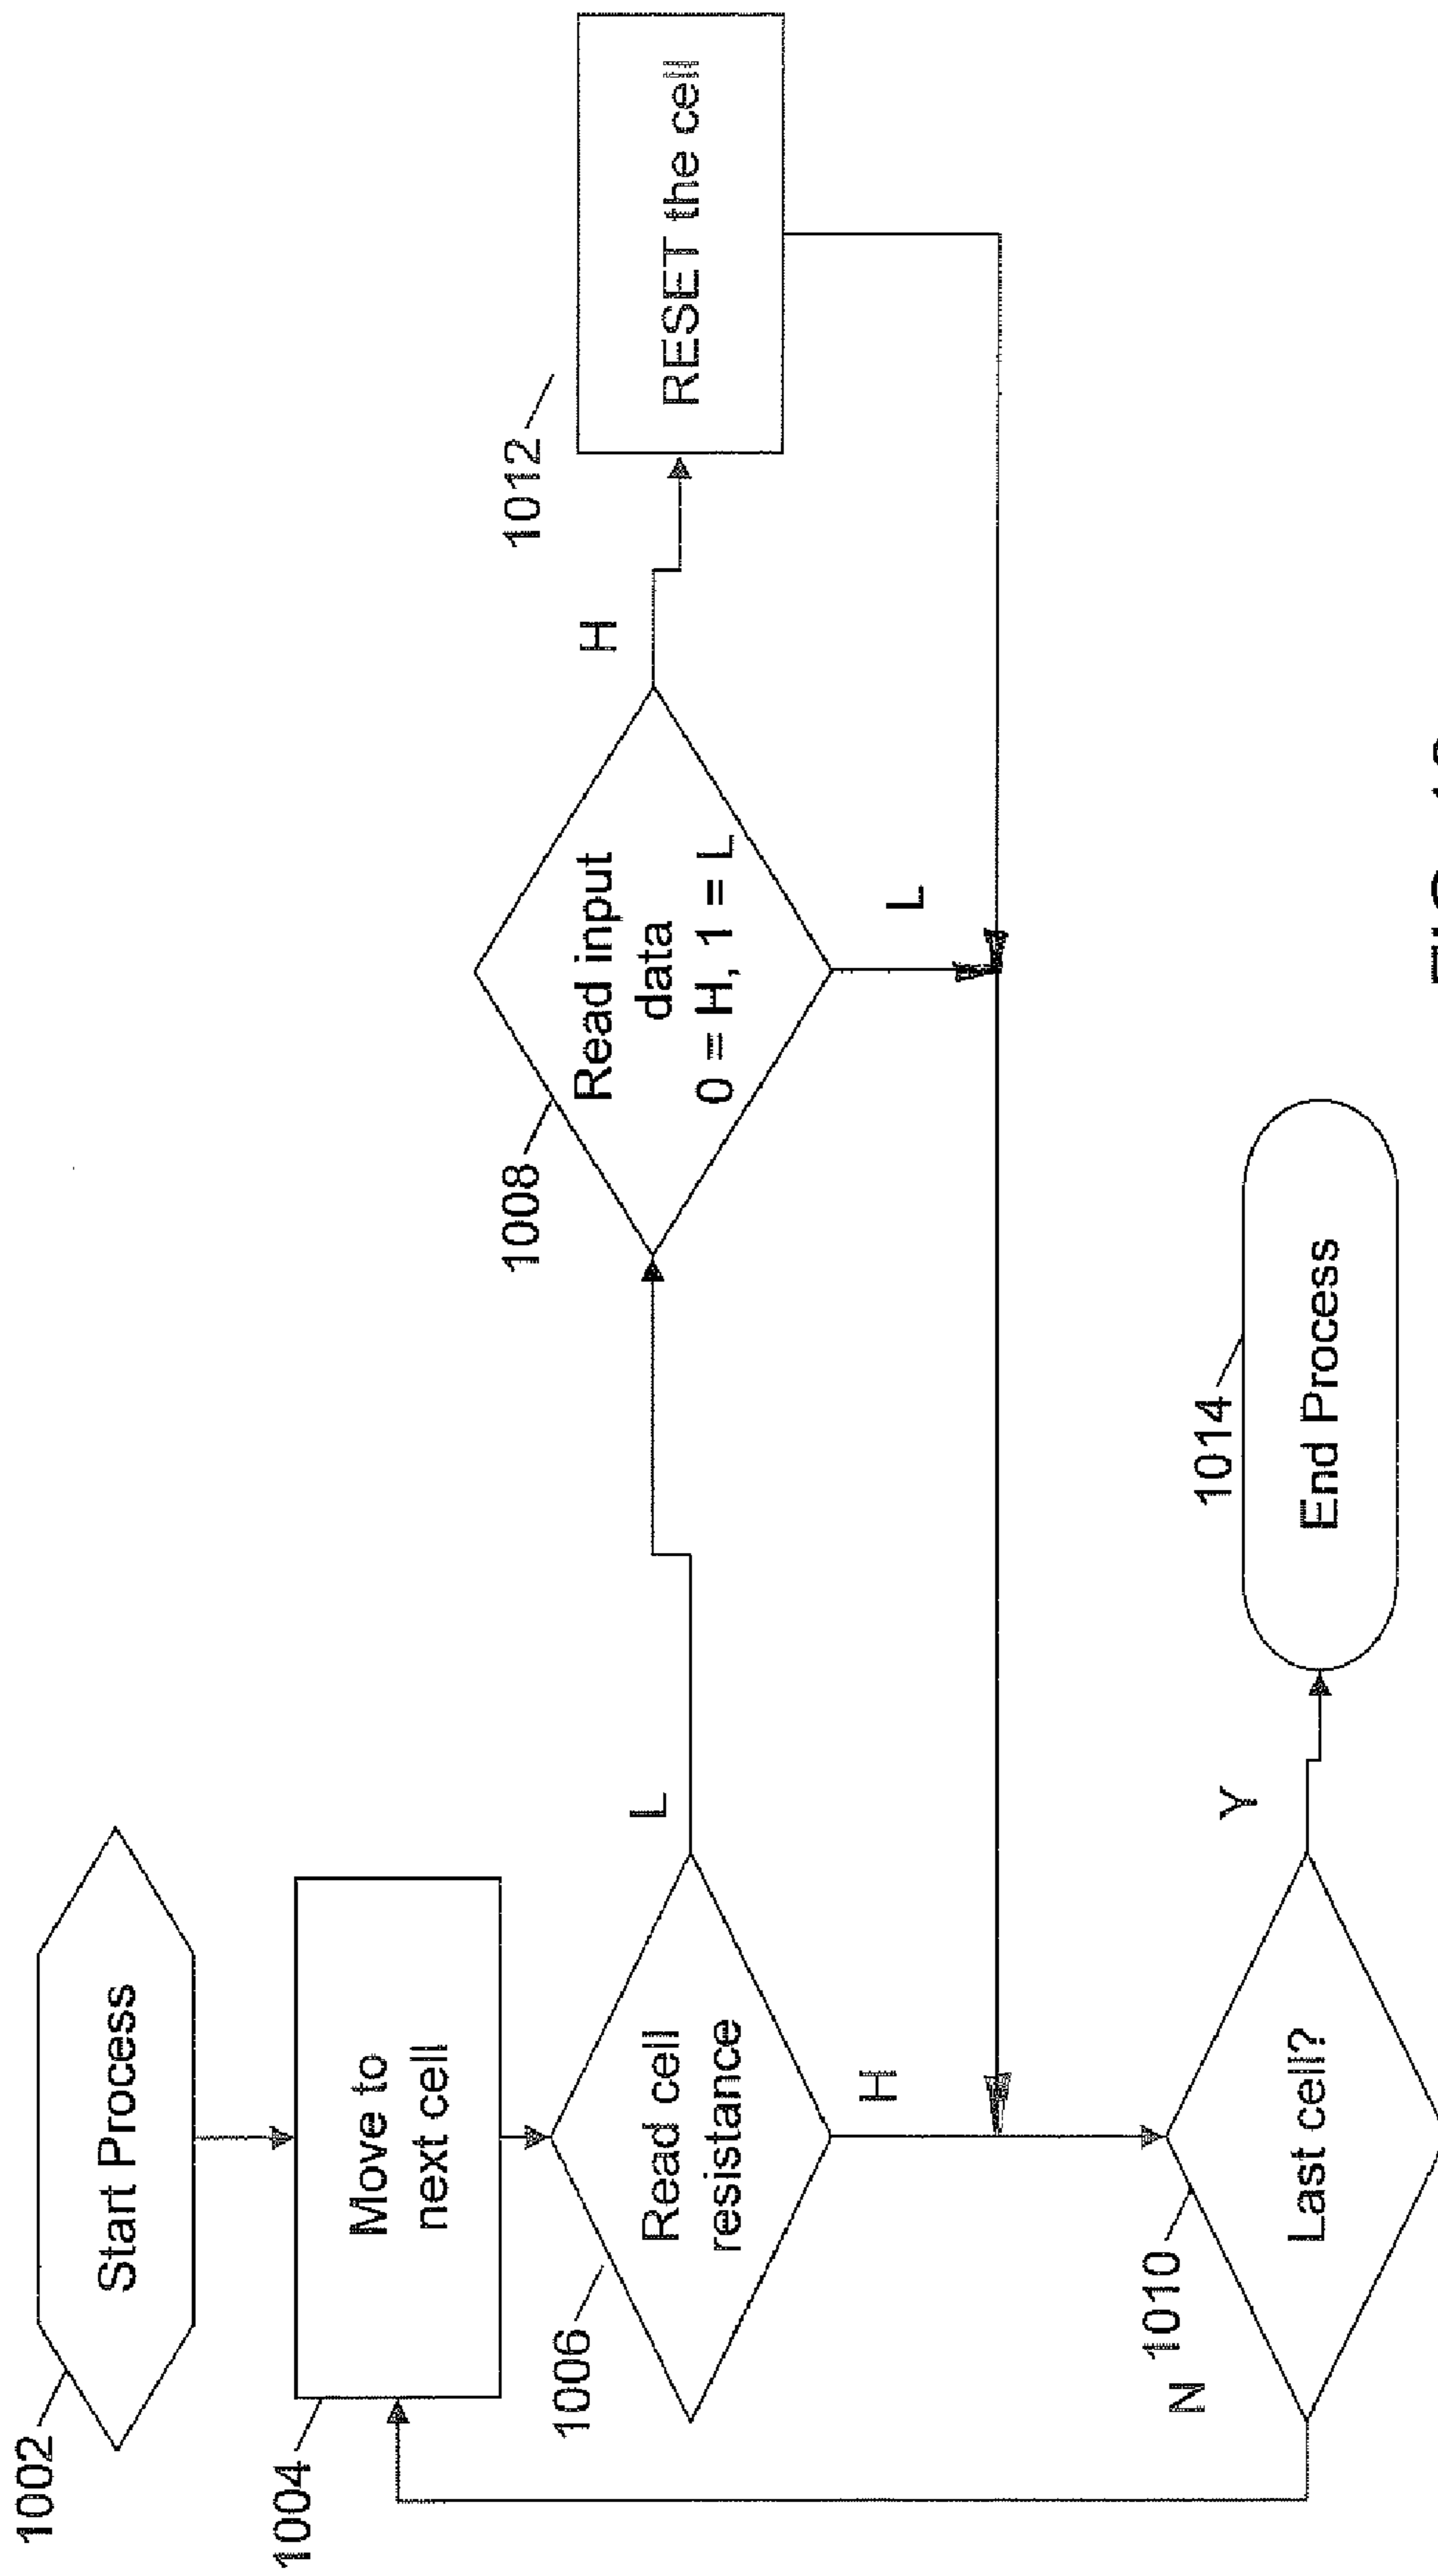 1002
Start Process
1004
Move to
next cell
1006
Read cell
resistance
L
H
1008
Read input
data
0 = H, 1 = L
H
L
1012
RESET the cell
1010
Last cell?
N
Y
1014
End Process